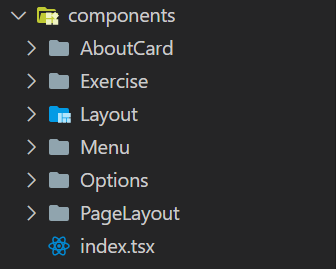 components
AboutCard
Exercise
Layout
Menu
Options
PageLayout
index.tsx